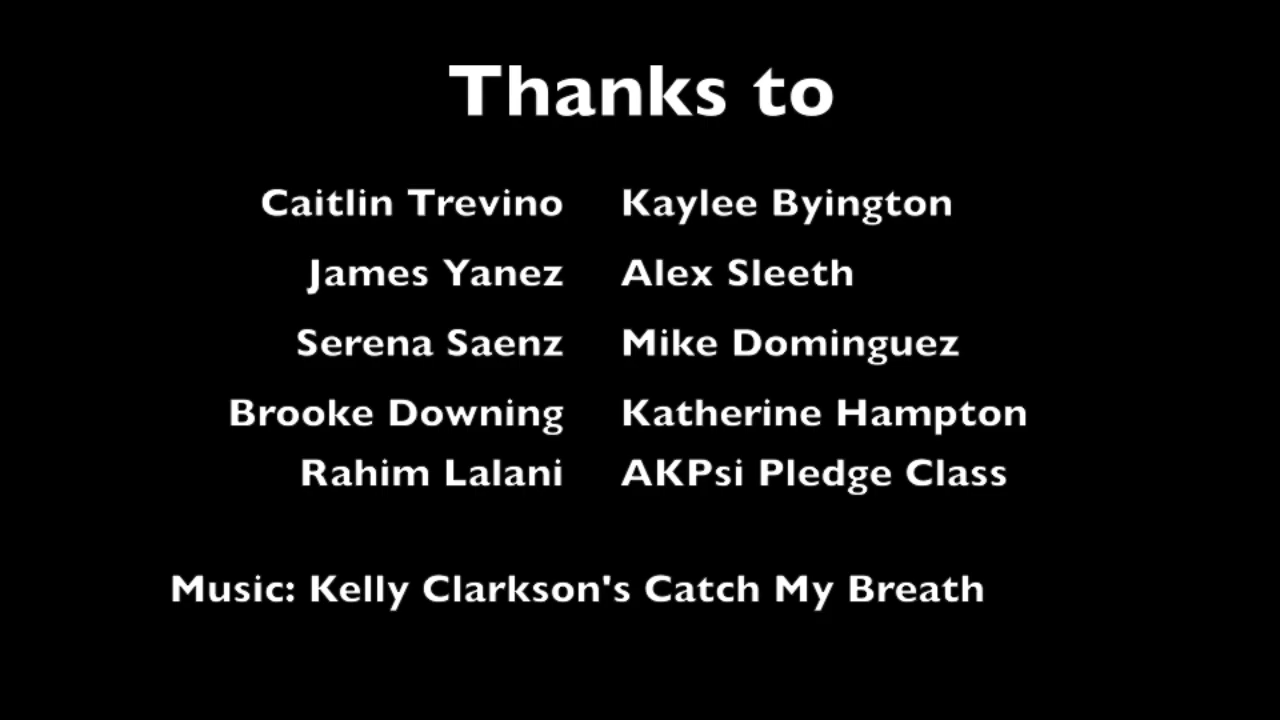 Thanks to
Caitlin Trevino Kaylee Byington
James Yanez Alex Sleeth
Serena Saenz Mike Dominguez
Brooke Downing Katherine Hampton
Rahim Lalani AKPsi Pledge Class
Music: Kelly Clarkson's Catch My Breath